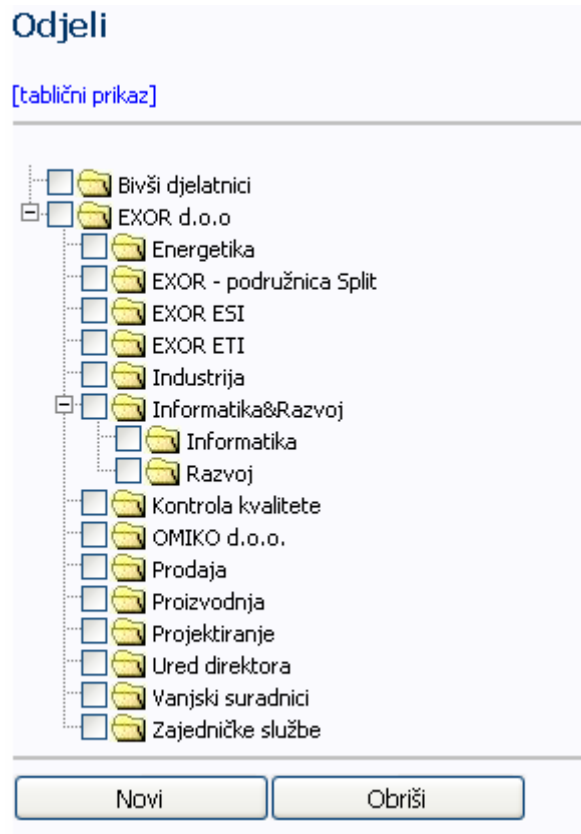 Odjeli
[tablični prikaz]
Bivši djelatnici
EXOR d.o.o
Energetika
EXOR - podružnica Split
EXOR ESI
EXOR ETI
Industrija
Informatika&Razvoj
Informatika
Razvoj
Kontrola kvalitete
OMIKO d.o.o.
Prodaja
Proizvodnja
Projektiranje
Ured direktora
Vanjski suradnici
Zajedničke službe
Novi Obriši